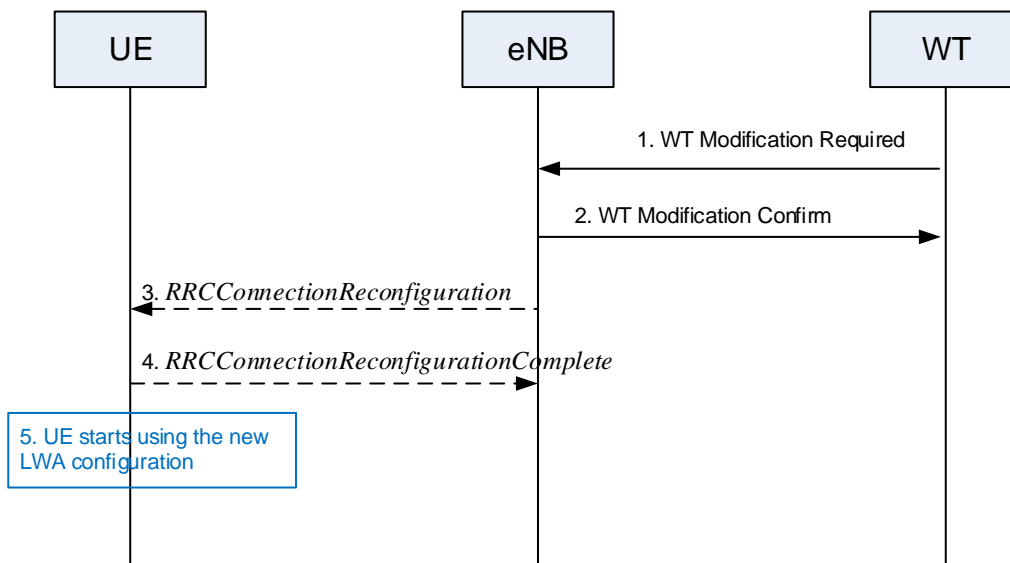 UE
eNB
WT
1. WT Modification Required
2. WT Modification Confirm
3. RRCConnectionReconfiguration
4. RRCConnectionReconfigurationComplete
5. UE starts using the new
LWA configuration